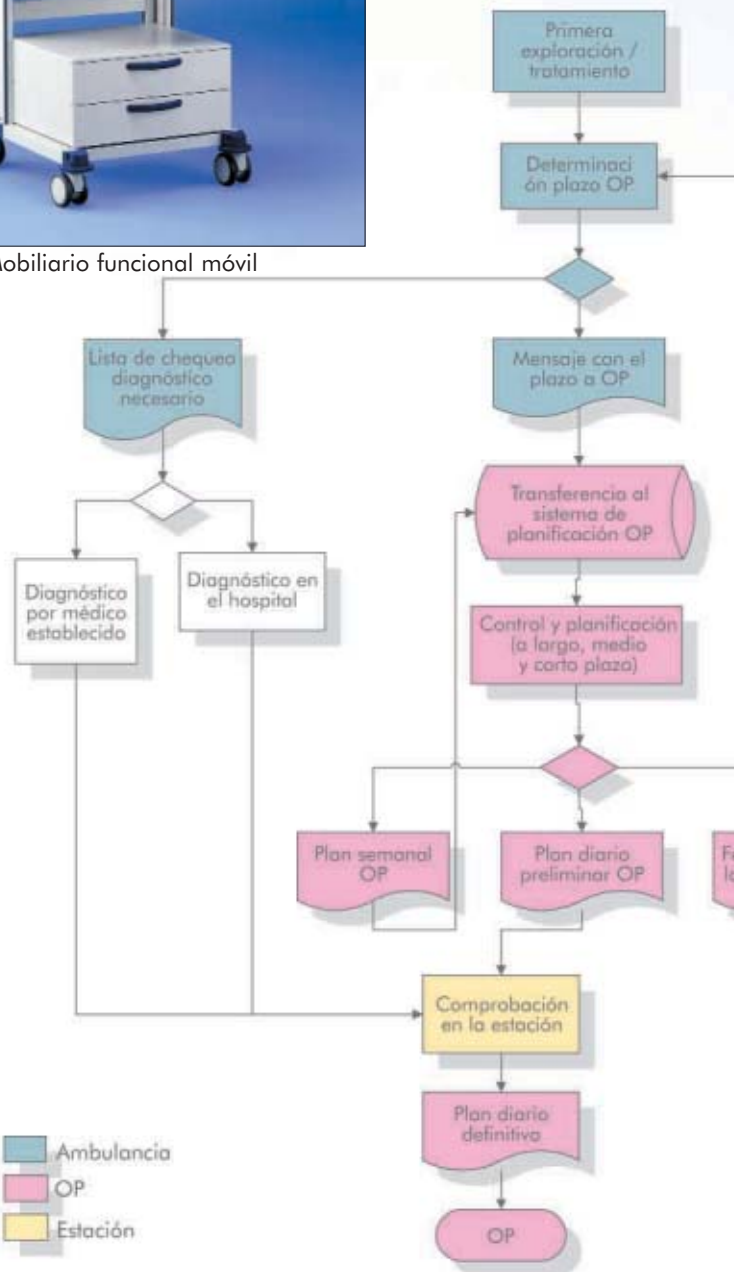 Mobiliario funcional móvil
Primera
exploración /
tratamiento
Determinaci
ón plazo OP
Lista de chequeo
diagnóstico
necesario
Mensaje con el
plazo a OP
Transferencia al
sistema de
planificación OP
Diagnóstico
por médico
establecido
Diagnóstico en
el hospital
Control y planificación
(a largo, medio
y corto plazo)
Plan semanal
OP
Plan diario
preliminar OP
Comprobación
en la estación
Plan diario
definitivo
OP
Ambulancia
OP
Estación